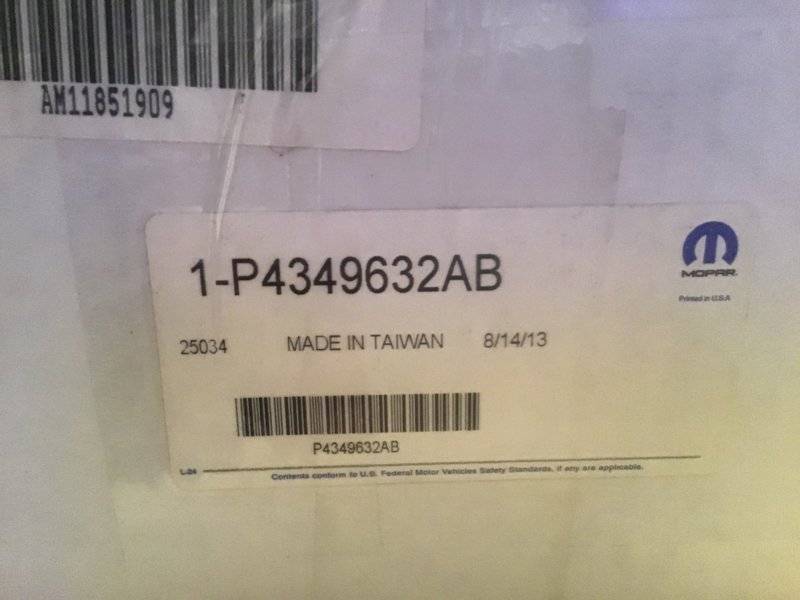 AM11851909
1-P4349632AB
MOPAR
Printed in U.S.A
25034 MADE IN TAIWAN 8/14/13
P4349632AB
L-24
Contents conform to U.S. Federal Motor Vehicles Safety Standards, if any are applicable.